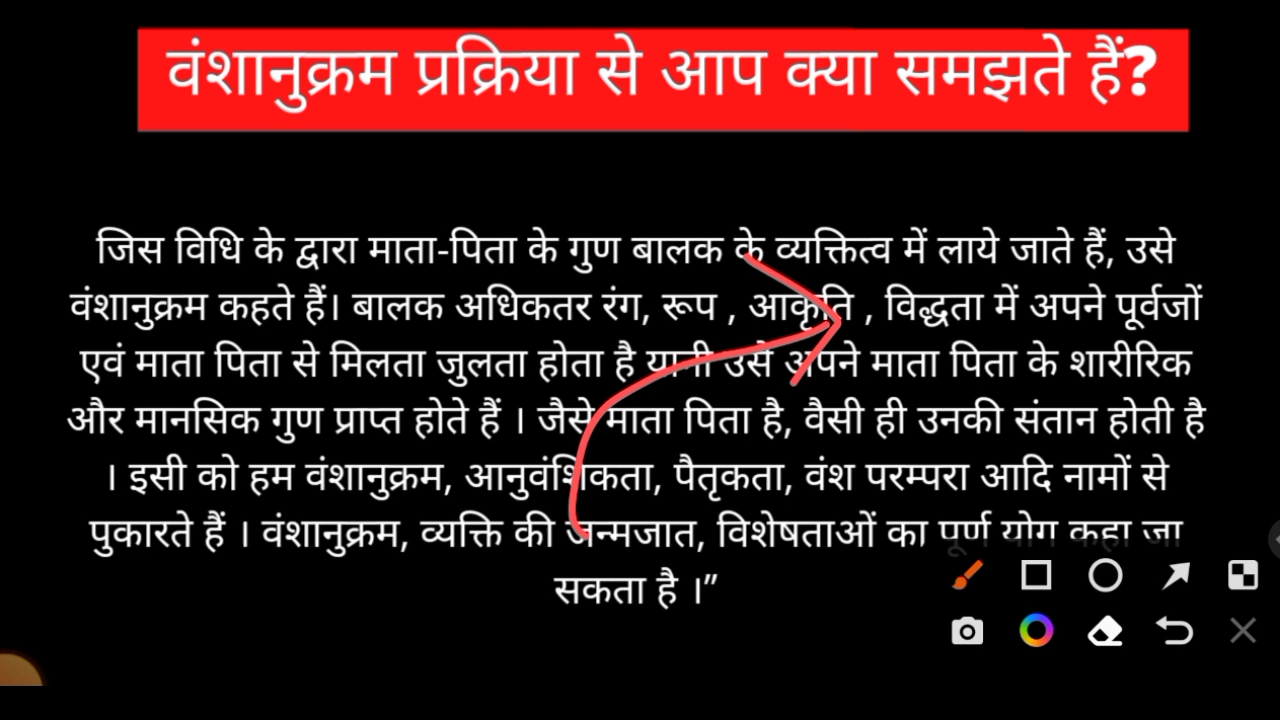 वंशानुक्रम प्रक्रिया से आप क्या समझते हैं?
जिस विधि के द्वारा माता-पिता के गुण बालक के व्यक्तित्व में लाये जाते हैं, उसे
वंशानुक्रम कहते हैं। बालक अधिकतर रंग, रूप , आकृति , विद्धता में अपने पूर्वजों
एवं माता पिता से मिलता जुलता होता है यानी उसे अपने माता पिता के शारीरिक
और मानसिक गुण प्राप्त होते हैं । जैसे माता पिता है, वैसी ही उनकी संतान होती है
। इसी को हम वंशानुक्रम, आनुवंशिकता, पैतृकता, वंश परम्परा आदि नामों से
पुकारते हैं । वंशानुक्रम, व्यक्ति की जन्मजात, विशेषताओं का पूर्ण योग कहा जा
सकता है ।”